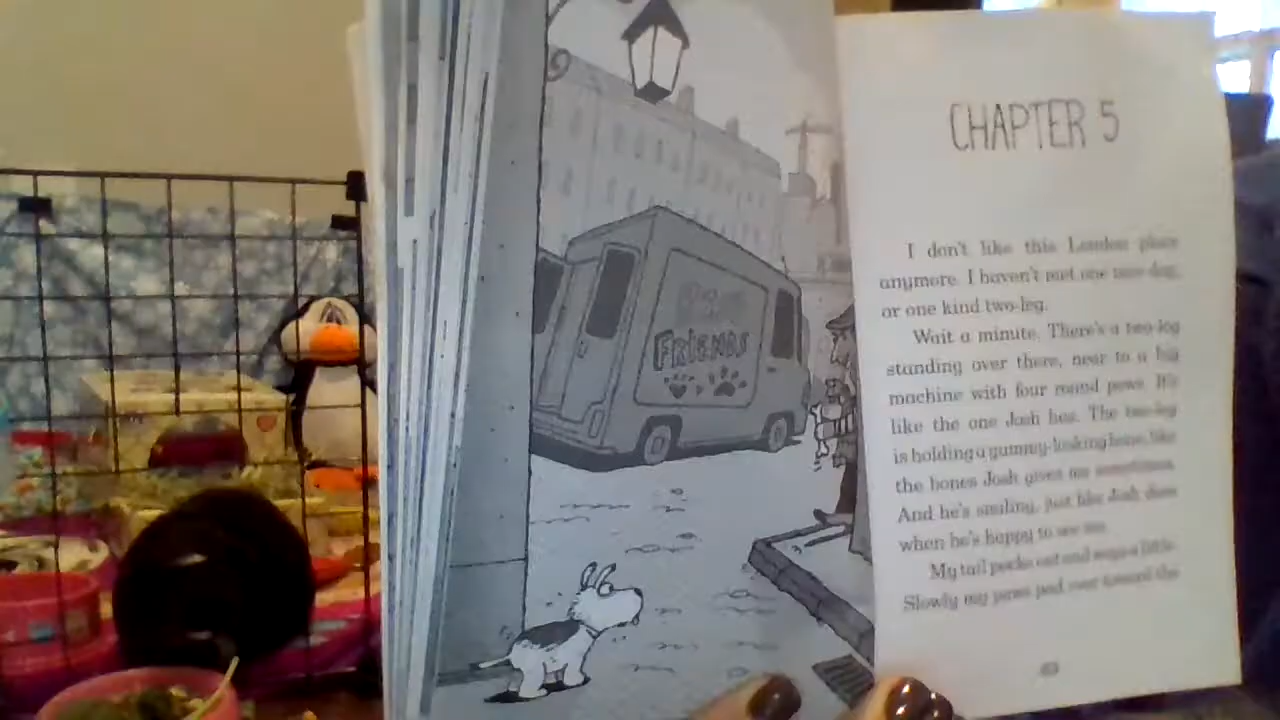 FRIENDS
CHAPTER 5
I don't like this London place
anymore. I haven't met one nice dog,
or one kind two-leg.
Wait a minute. There's a two-leg
standing over there, near to a big
machine with four round paws. It's
like the one Josh has. The two-leg
is holding a yummy-looking bone, like
the bones Josh gives me sometimes.
And he's smiling, just like Josh does
when he's happy to see me.
My tail pocks out and wags a little.
Slowly my paws pad over toward the